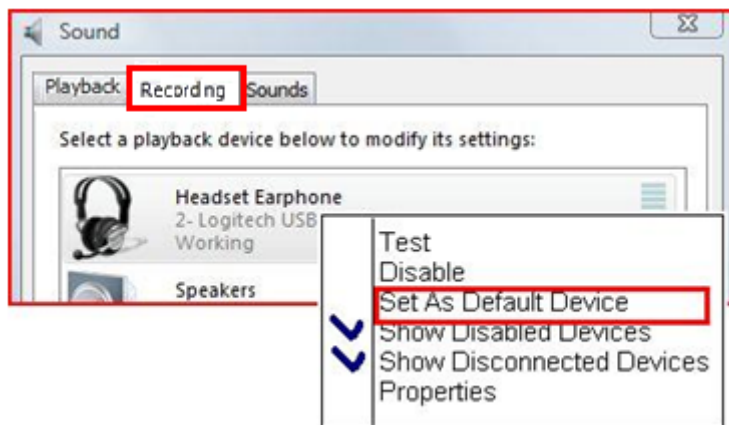 Sound
Playback Recording Sounds
Select a playback device below to modify its settings:
Headset Earphone
2- Logitech USB
Working
Speakers
Test
Disable
Set As Default Device
Show Disabled Devices
Show Disconnected Devices
Properties